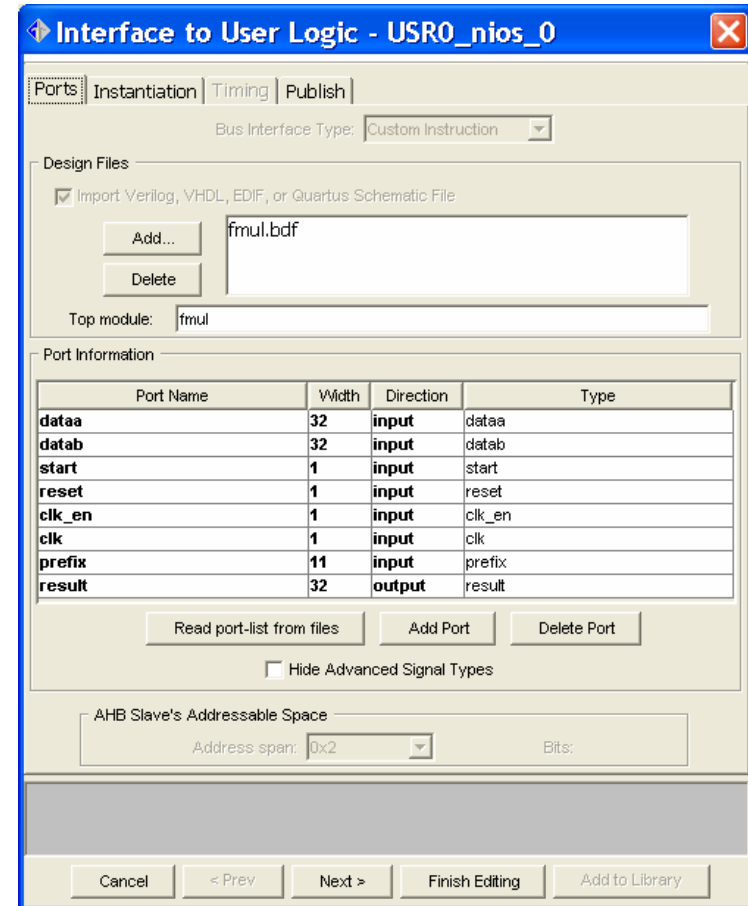 Interface to User Logic - USR0_nios_0
Ports Instantiation Timing Publish
Bus Interface Type: Custom Instruction
Design Files
Import Verilog, VHDL, EDIF, or Quartus Schematic File
Add... fmul.bdf
Delete
Top module: fmul
Port Information
Port Name Width Direction Type
dataa 32 input dataa
datab 32 input datab
start 1 input start
reset 1 input reset
clk_en 1 input clk_en
clk 1 input clk
prefix 11 input prefix
result 32 output result
Read port-list from files Add Port Delete Port
Hide Advanced Signal Types
AHB Slave's Addressable Space
Address span: 0x2 Bits:
Cancel < Prev Next > Finish Editing Add to Library